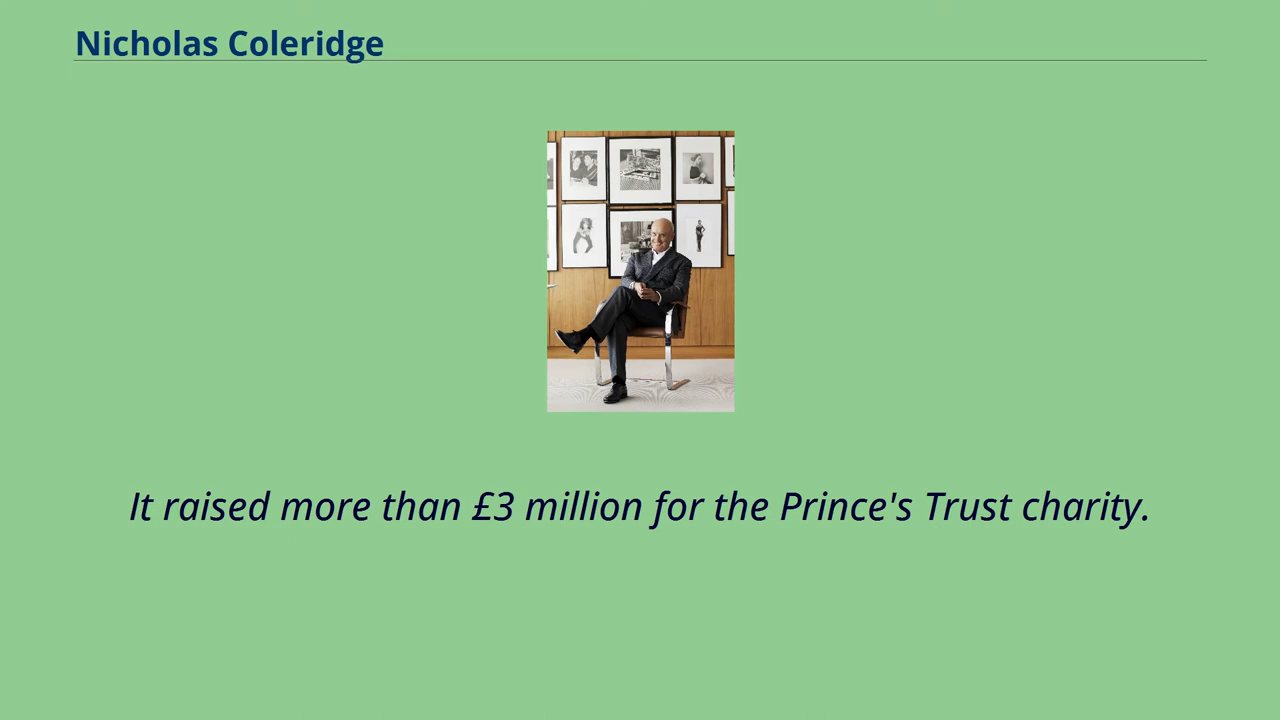 Nicholas Coleridge
It raised more than £3 million for the Prince's Trust charity.